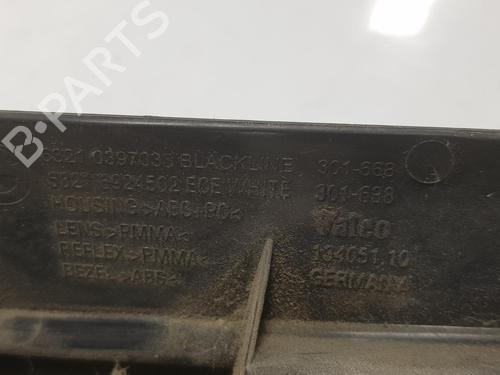 63210397033 BLACKLINE 301-668
63216924502 ECE WHITE 301-698
HOUSING >ABS+PC<
Valeo
LENS >PMMA<
134051.10
REFLEX >PMMA<
GERMANY
BEZEL >ABS<
B-PARTS